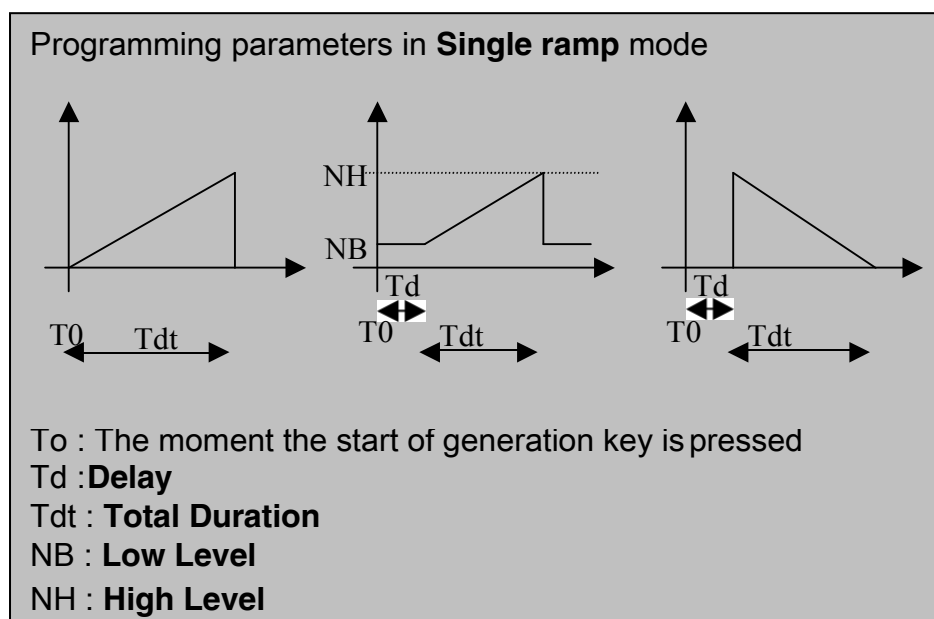 Programming parameters in Single ramp mode
NH
NB
Td
Td
T0
Tdt
T0
Tdt
T0
Tdt
To : The moment the start of generation key is pressed
Td :Delay
Tdt : Total Duration
NB : Low Level
NH : High Level